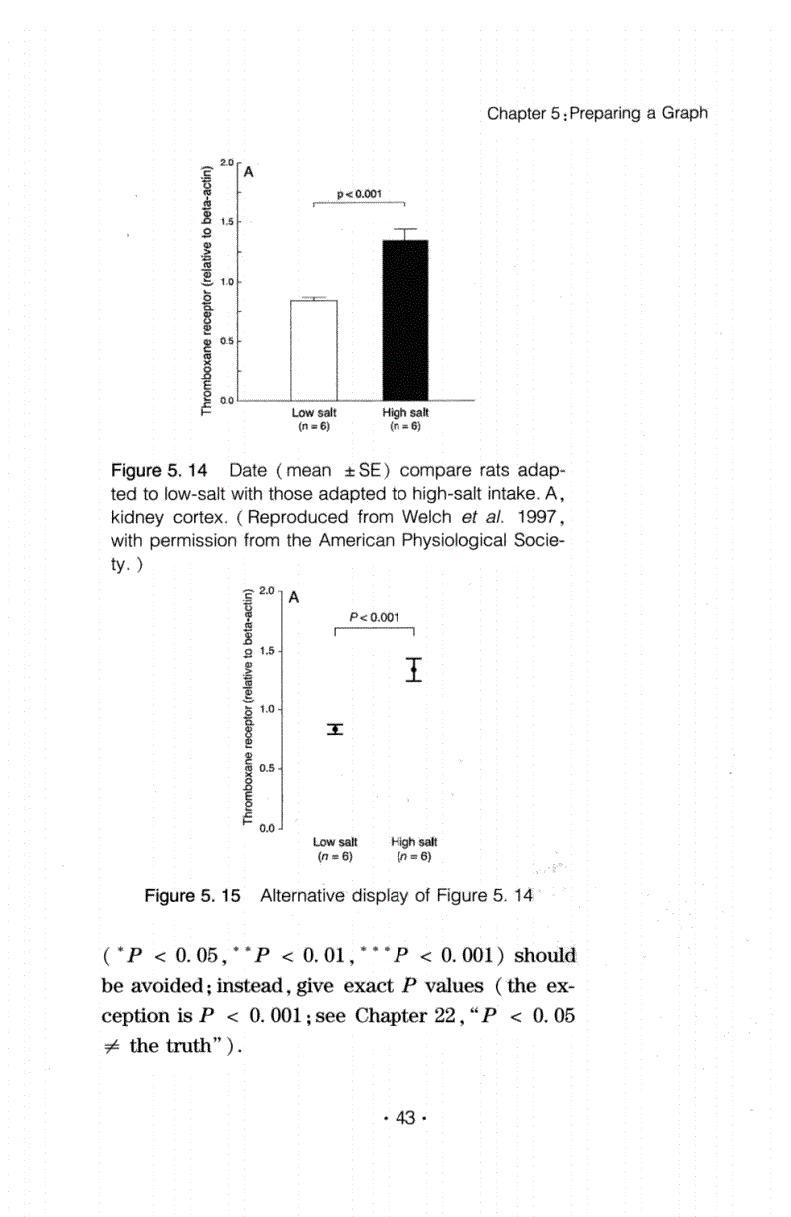 Chapter 5:Preparing a Graph
2.0
A
p<0.001
1.5
1.0
0.5
0.0
Thromboxane receptor (relative to beta-actin)
Low salt
High salt
(n=6)
(n=6)
Figure 5. 14 Date (mean ±SE) compare rats adap-
ted to low-salt with those adapted to high-salt intake. A,
kidney cortex. (Reproduced from Welch et al. 1997,
with permission from the American Physiological Socie-
ty.)
2.0
A
P<0.001
1.5
1.0
0.5
0.0
Thromboxane receptor (relative to beta-actin)
Low salt
High salt
(n=6)
(n=6)
Figure 5. 15 Alternative display of Figure 5. 14
(*P < 0.05,**P < 0.01,***P < 0.001) should
be avoided; instead, give exact P values (the ex-
ception is P < 0.001; see Chapter 22, “P < 0.05
≠ the truth”).
· 43 ·